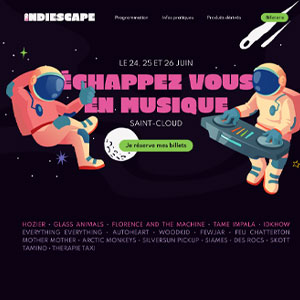 INDIESCAPE
Programmation Infos pratiques Produits dérivés Billeterie
LE 24, 25 ET 26 JUIN
ÉCHAPPEZ VOUS
EN MUSIQUE
SAINT-CLOUD
Je réserve mes billets
HOZIER • GLASS ANIMALS • FLORENCE AND THE MACHINE • TAME IMPALA • IDKHOW
EVERYTHING EVERYTHING • AUTOHEART • WOODKID • FEWJAR • FEU CHATTERTON
MOTHER MOTHER • ARCTIC MONKEYS • SILVERSUN PICKUP • SIAMES • DES ROCS • SKOTT
TAMINO • THERAPIE TAXI